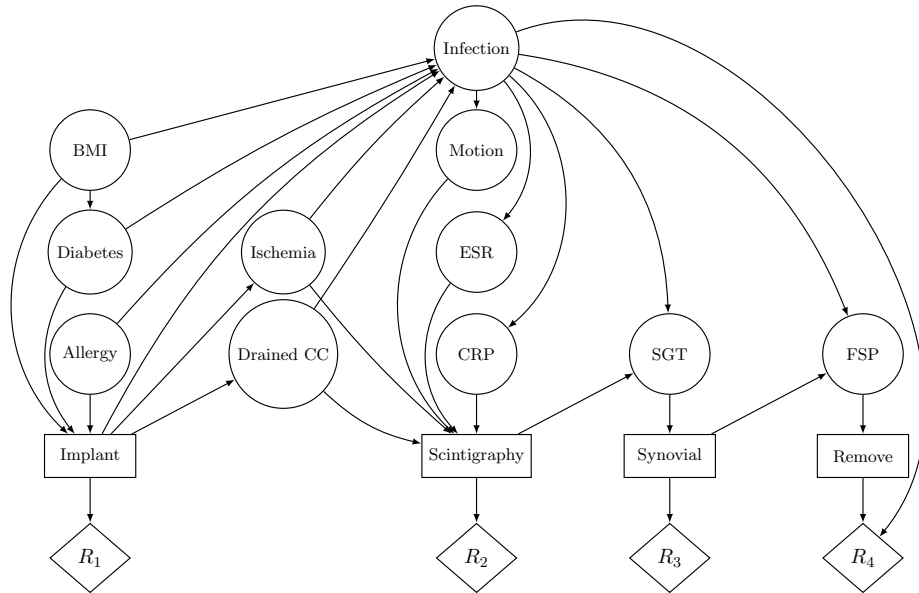 Infection
BMI
Motion
Diabetes
Ischemia
ESR
Allergy
Drained CC
CRP
SGT
FSP
Implant
Scintigraphy
Synovial
Remove
R1
R2
R3
R4